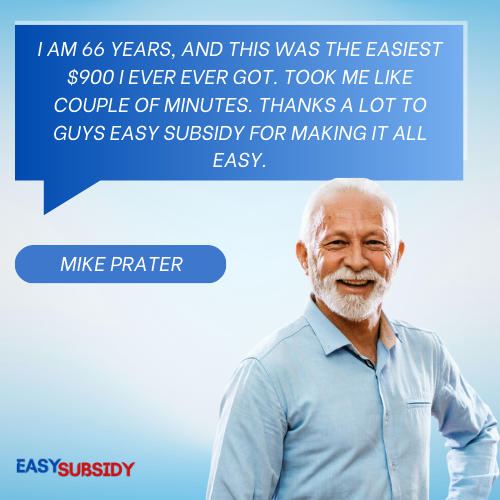 I AM 66 YEARS, AND THIS WAS THE EASIEST
$900 I EVER EVER GOT. TOOK ME LIKE
COUPLE OF MINUTES. THANKS A LOT TO
GUYS EASY SUBSIDY FOR MAKING IT ALL
EASY.
MIKE PRATER
EASYSUBSIDY